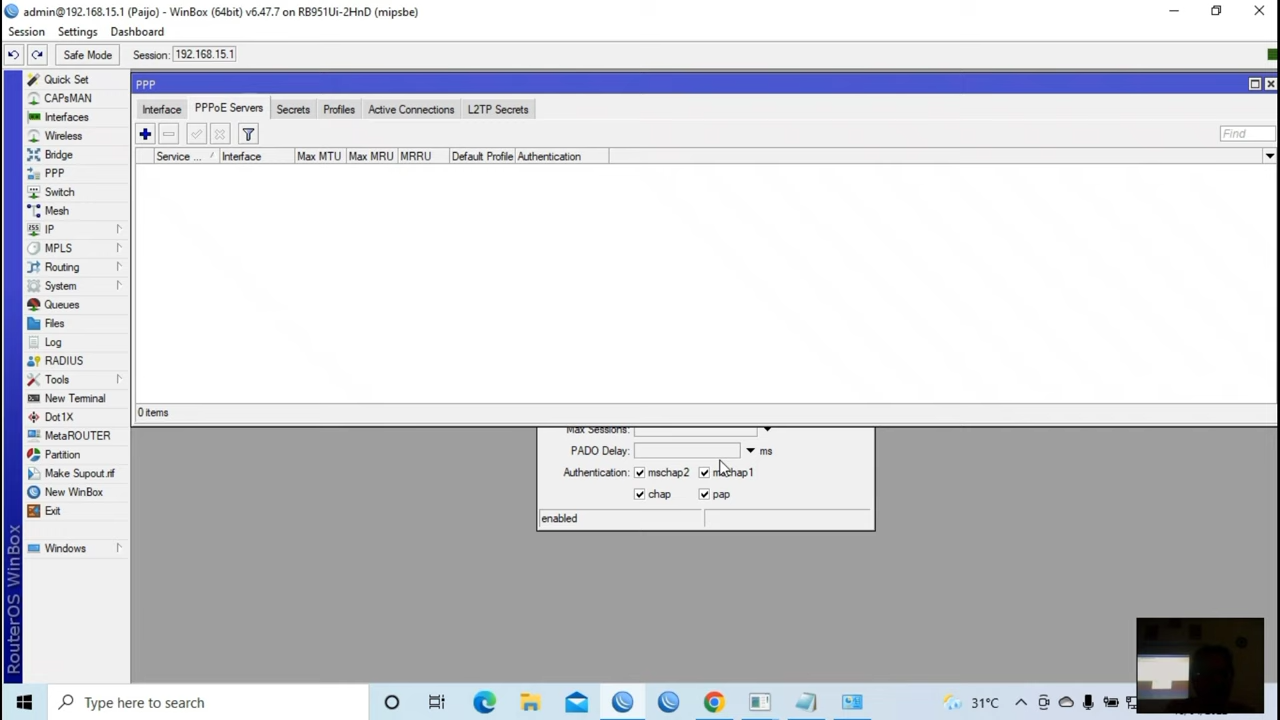 admin@192.168.15.1 (Paijo) - WinBox (64bit) v6.47.7 on RB951Ui-2HnD (mipsbe)
Session Settings Dashboard
Safe Mode Session: 192.168.15.1
Quick Set
CAPsMAN
Interfaces
Wireless
Bridge
PPP
Switch
Mesh
IP
MPLS
Routing
System
Queues
Files
Log
RADIUS
Tools
New Terminal
Dot1X
MetaROUTER
Partition
Make Supout.rif
New WinBox
Exit
Windows
RouterOS WinBox
PPP
Interface PPPoE Servers Secrets Profiles Active Connections L2TP Secrets
Find
Service ... Interface Max MTU Max MRU MRRU Default Profile Authentication
0 items
Max Sessions:
PADO Delay: ms
Authentication: mschap2 mschap1
chap pap
enabled
Type here to search
31°C